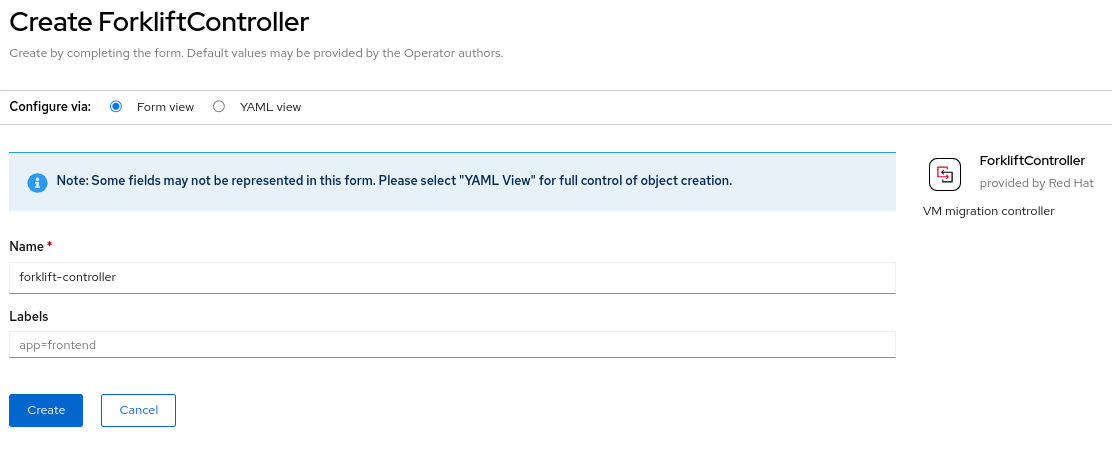 Create ForkliftController
Create by completing the form. Default values may be provided by the Operator authors.
Configure via:
Form view
YAML view
Note: Some fields may not be represented in this form. Please select "YAML View" for full control of object creation.
ForkliftController
provided by Red Hat
VM migration controller
Name *
forklift-controller
Labels
app=frontend
Create
Cancel